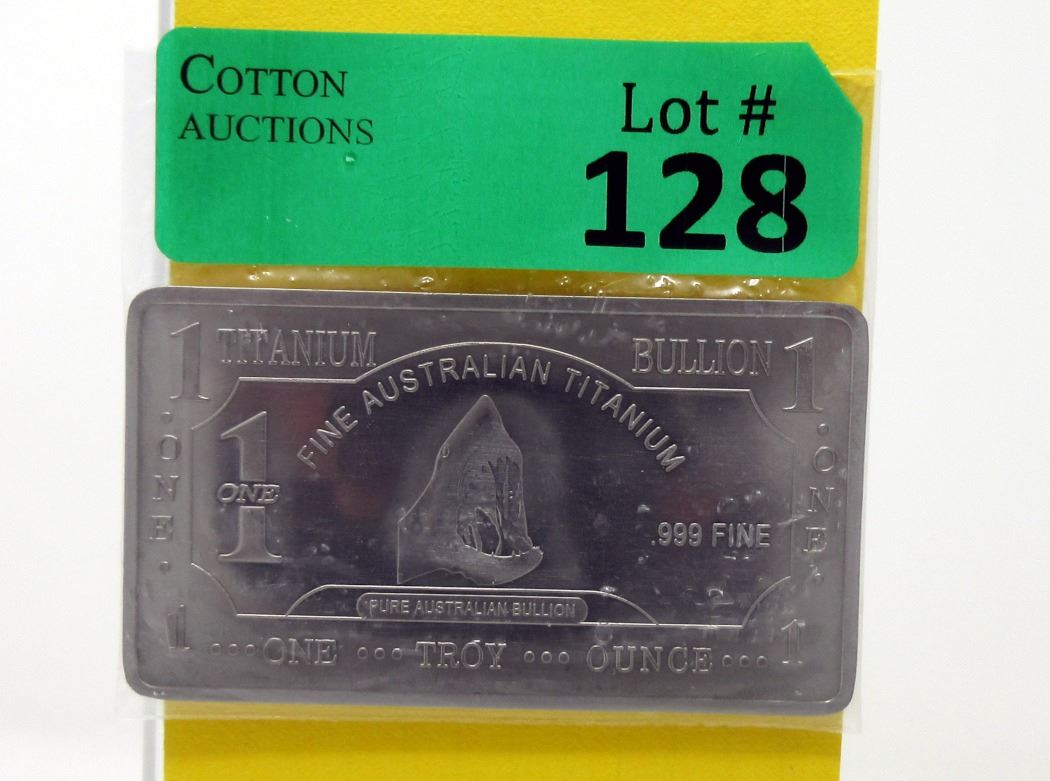 COTTON
AUCTIONS
Lot #
128
1 TITANIUM BULLION 1
FINE AUSTRALIAN TITANIUM
· ONE ·
1
ONE
.999 FINE
· ONE ·
PURE AUSTRALIAN BULLION
1 ... ONE ... TROY ... OUNCE ... 1